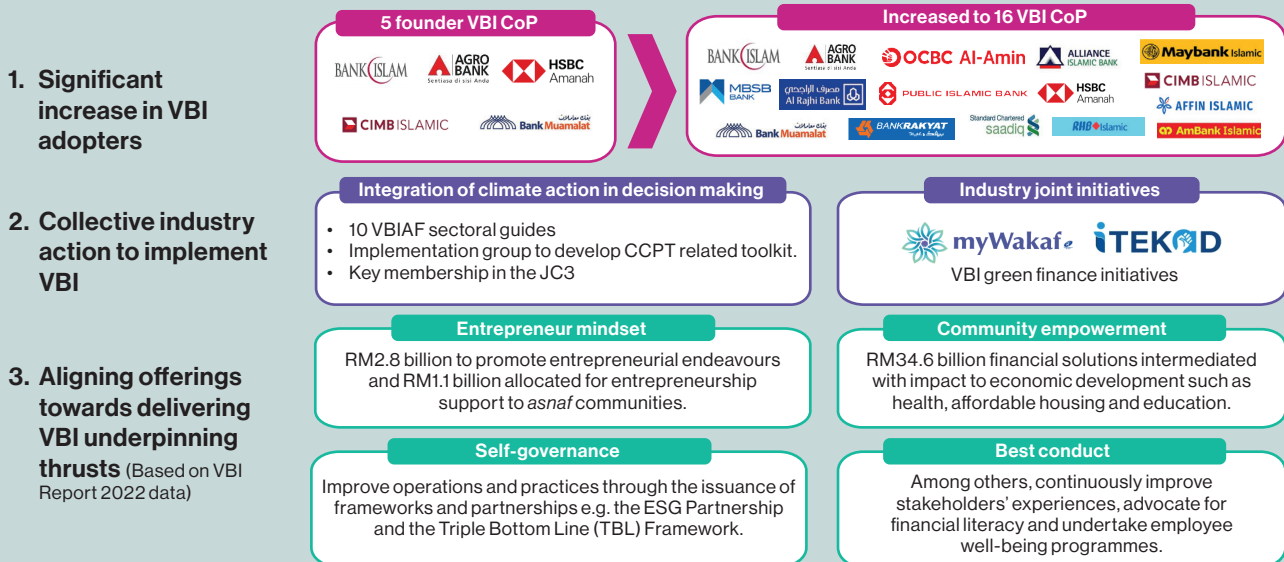 1. Significant
increase in VBI
adopters
5 founder VBI CoP
BANK ISLAM
AGRO
BANK
Sentiasa di sisi Anda
HSBC
Amanah
CIMB ISLAMIC
Bank Muamalat
Increased to 16 VBI CoP
BANK ISLAM
AGRO
BANK
Sentiasa di sisi Anda
OCBC Al-Amin
ALLIANCE
ISLAMIC BANK
Maybank Islamic
MBSB
BANK
مصرف الراجحي
Al Rajhi Bank
PUBLIC ISLAMIC BANK
HSBC
Amanah
CIMB ISLAMIC
AFFIN ISLAMIC
Bank Muamalat
BANK RAKYAT
Standard Chartered
saadiq
RHB Islamic
AmBank Islamic
2. Collective industry
action to implement
VBI
Integration of climate action in decision making
• 10 VBIAF sectoral guides
• Implementation group to develop CCPT related toolkit.
• Key membership in the JC3
Industry joint initiatives
myWakaf
iTEKAD
VBI green finance initiatives
3. Aligning offerings
towards delivering
VBI underpinning
thrusts (Based on VBI
Report 2022 data)
Entrepreneur mindset
RM2.8 billion to promote entrepreneurial endeavours
and RM1.1 billion allocated for entrepreneurship
support to asnaf communities.
Community empowerment
RM34.6 billion financial solutions intermediated
with impact to economic development such as
health, affordable housing and education.
Self-governance
Improve operations and practices through the issuance of
frameworks and partnerships e.g. the ESG Partnership
and the Triple Bottom Line (TBL) Framework.
Best conduct
Among others, continuously improve
stakeholders’ experiences, advocate for
financial literacy and undertake employee
well-being programmes.